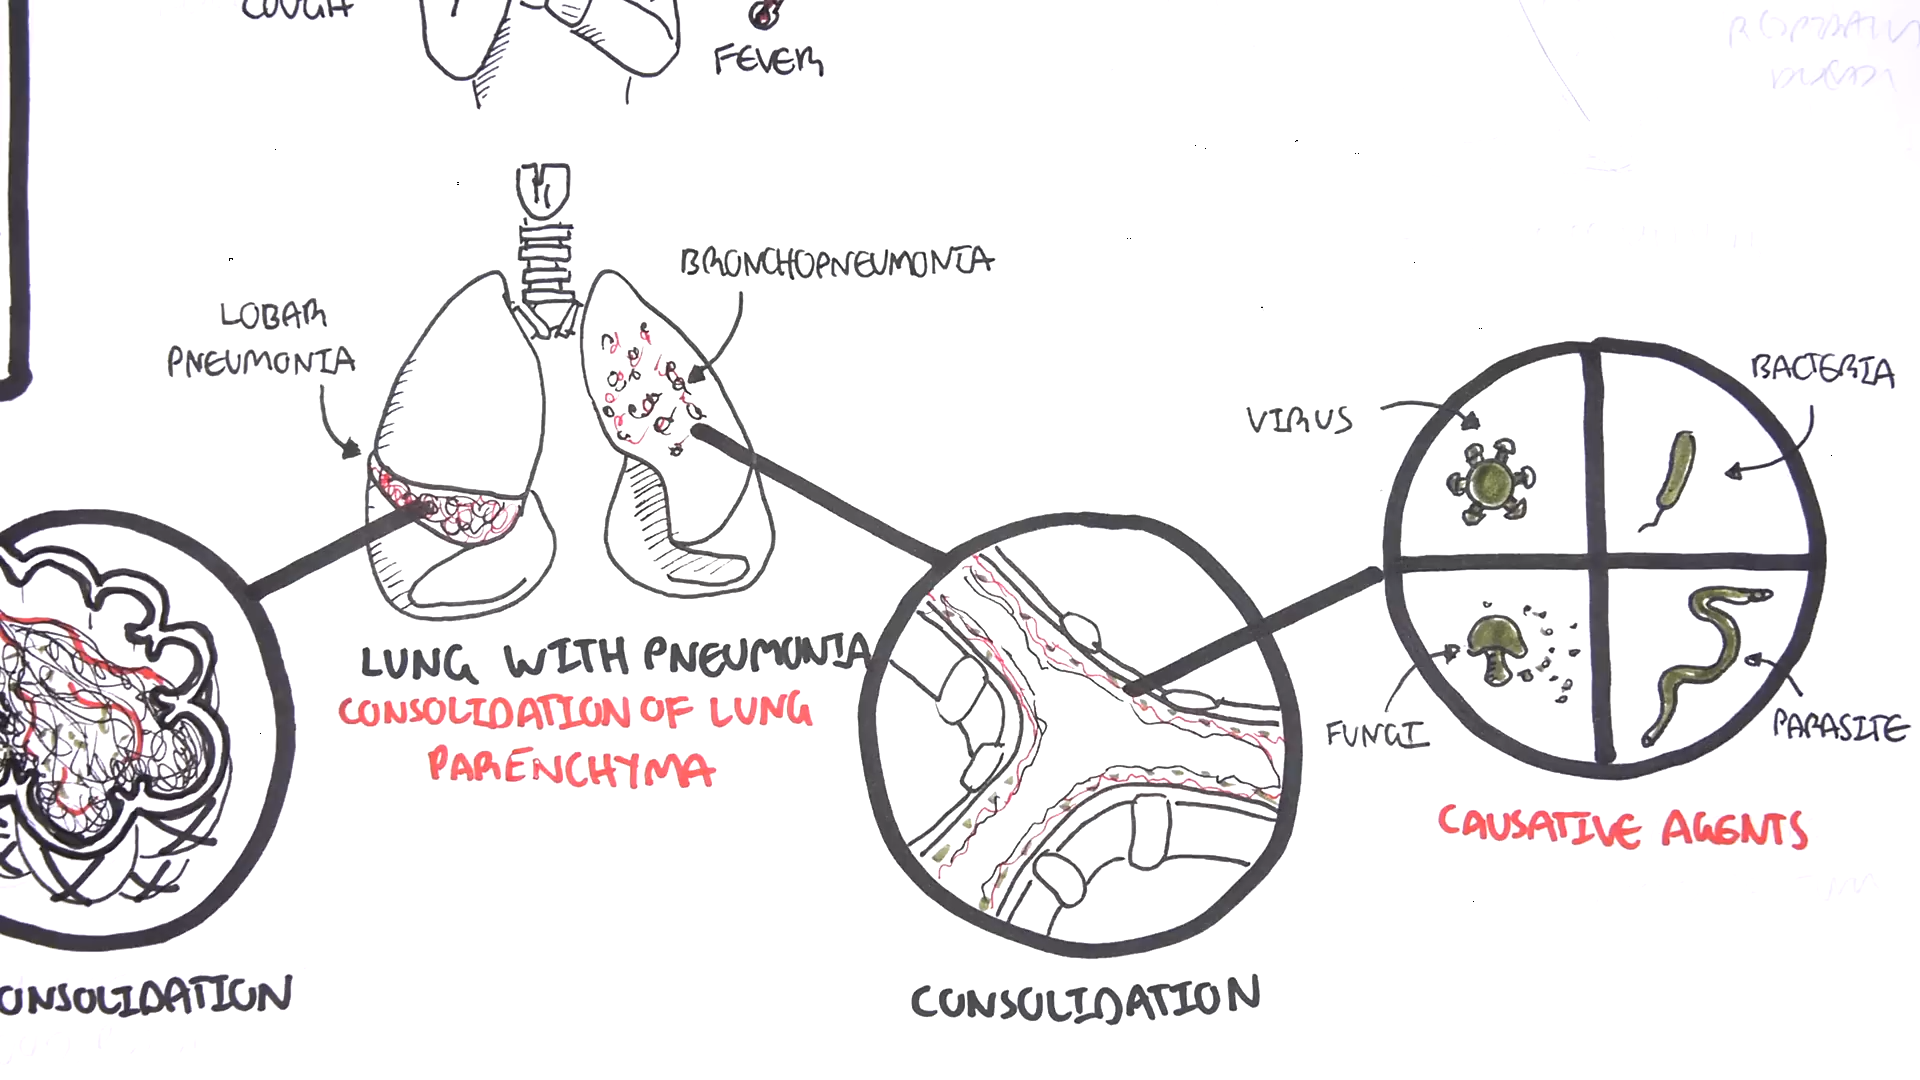 FEVER
BRONCHOPNEUMONIA
LOBAR
PNEUMONIA
BACTERIA
VIRUS
LUNG WITH PNEUMONIA
CONSOLIDATION OF LUNG
PARENCHYMA
FUNGI
PARASITE
CAUSATIVE AGENTS
ONSOLIDATION
CONSOLIDATION